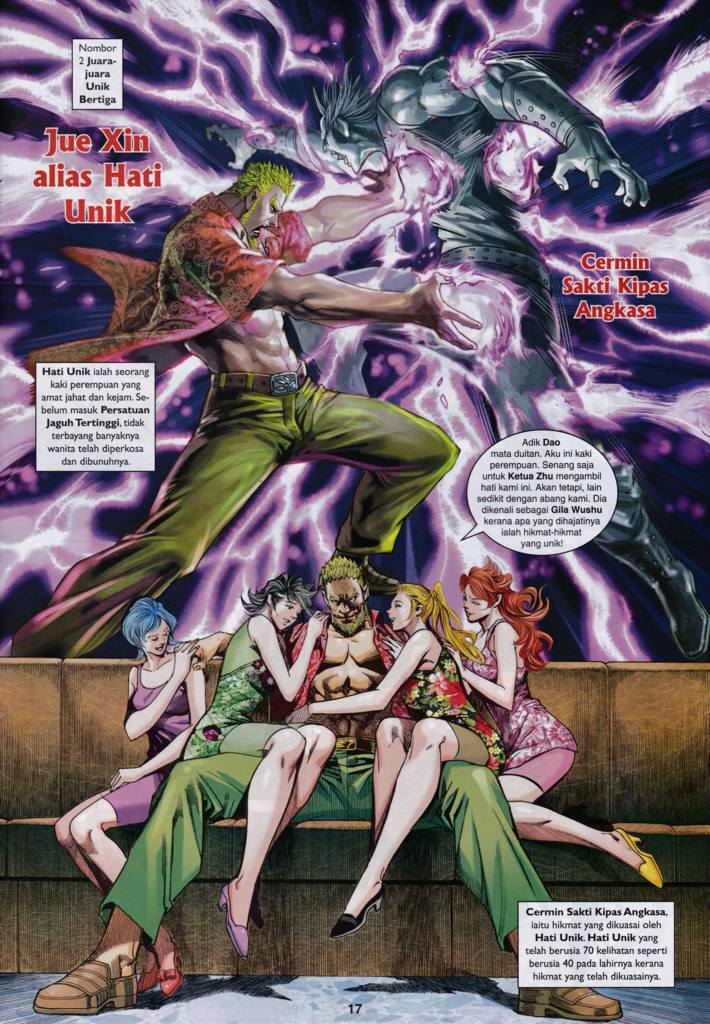 Nombor
2 Juara-
juara
Unik
Bertiga
Jue Xin
alias Hati
Unik
Cermin
Sakti Kipas
Angkasa
Hati Unik ialah seorang
kaki perempuan yang
amat jahat dan kejam. Se-
belum masuk Persatuan
Jaguh Tertinggi, tidak
terbayang banyaknya
wanita telah diperkosa
dan dibunuhnya.
Adik Dao
mata duitan. Aku ini kaki
perempuan. Senang saja
untuk Ketua Zhu mengambil
hati kami ini. Akan tetapi, lain
sedikit dengan abang kami. Dia
dikenali sebagai Gila Wushu
kerana apa yang dihajatinya
ialah hikmat-hikmat
yang unik!
Cermin Sakti Kipas Angkasa,
iaitu hikmat yang dikuasai oleh
Hati Unik. Hati Unik yang
telah berusia 70 kelihatan seperti
berusia 40 pada lahirnya kerana
hikmat yang telah dikuasainya.
17